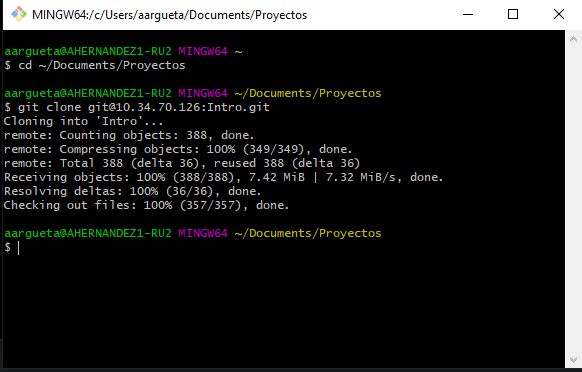 MINGW64:/c/Users/aargueta/Documents/Proyectos
aargueta@AHERNANDEZ1-RU2 MINGW64 ~
$ cd ~/Documents/Proyectos
aargueta@AHERNANDEZ1-RU2 MINGW64 ~/Documents/Proyectos
$ git clone git@10.34.70.126:Intro.git
Cloning into 'Intro'...
remote: Counting objects: 388, done.
remote: Compressing objects: 100% (349/349), done.
remote: Total 388 (delta 36), reused 388 (delta 36)
Receiving objects: 100% (388/388), 7.42 MiB | 7.32 MiB/s, done.
Resolving deltas: 100% (36/36), done.
Checking out files: 100% (357/357), done.
aargueta@AHERNANDEZ1-RU2 MINGW64 ~/Documents/Proyectos
$